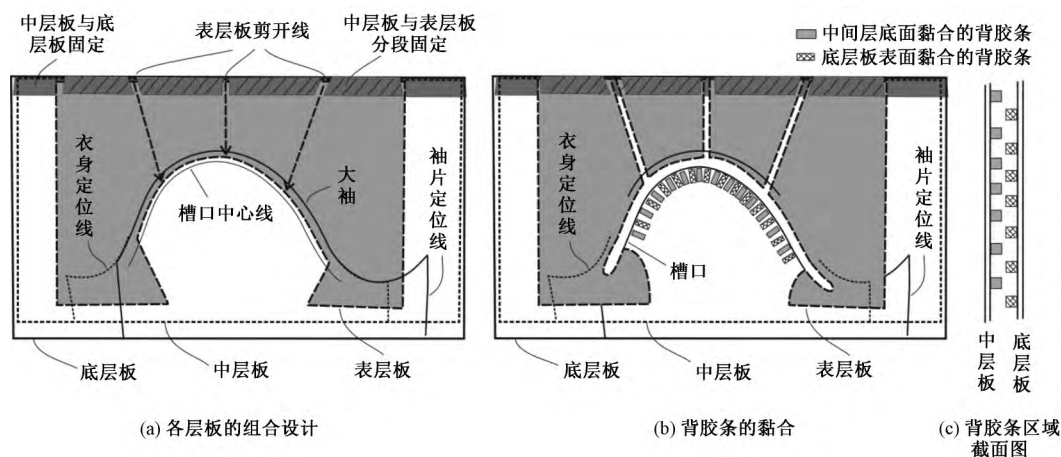 中层板与底
层板固定
表层板剪开线
中层板与表层板
分段固定
衣身定位线
槽口中心线
大袖
袖片定位线
底层板
中层板
表层板
(a) 各层板的组合设计
中间层底面黏合的背胶条
底层板表面黏合的背胶条
衣身定位线
槽口
袖片定位线
底层板
中层板
表层板
(b) 背胶条的黏合
中层板
底层板
(c) 背胶条区域
截面图